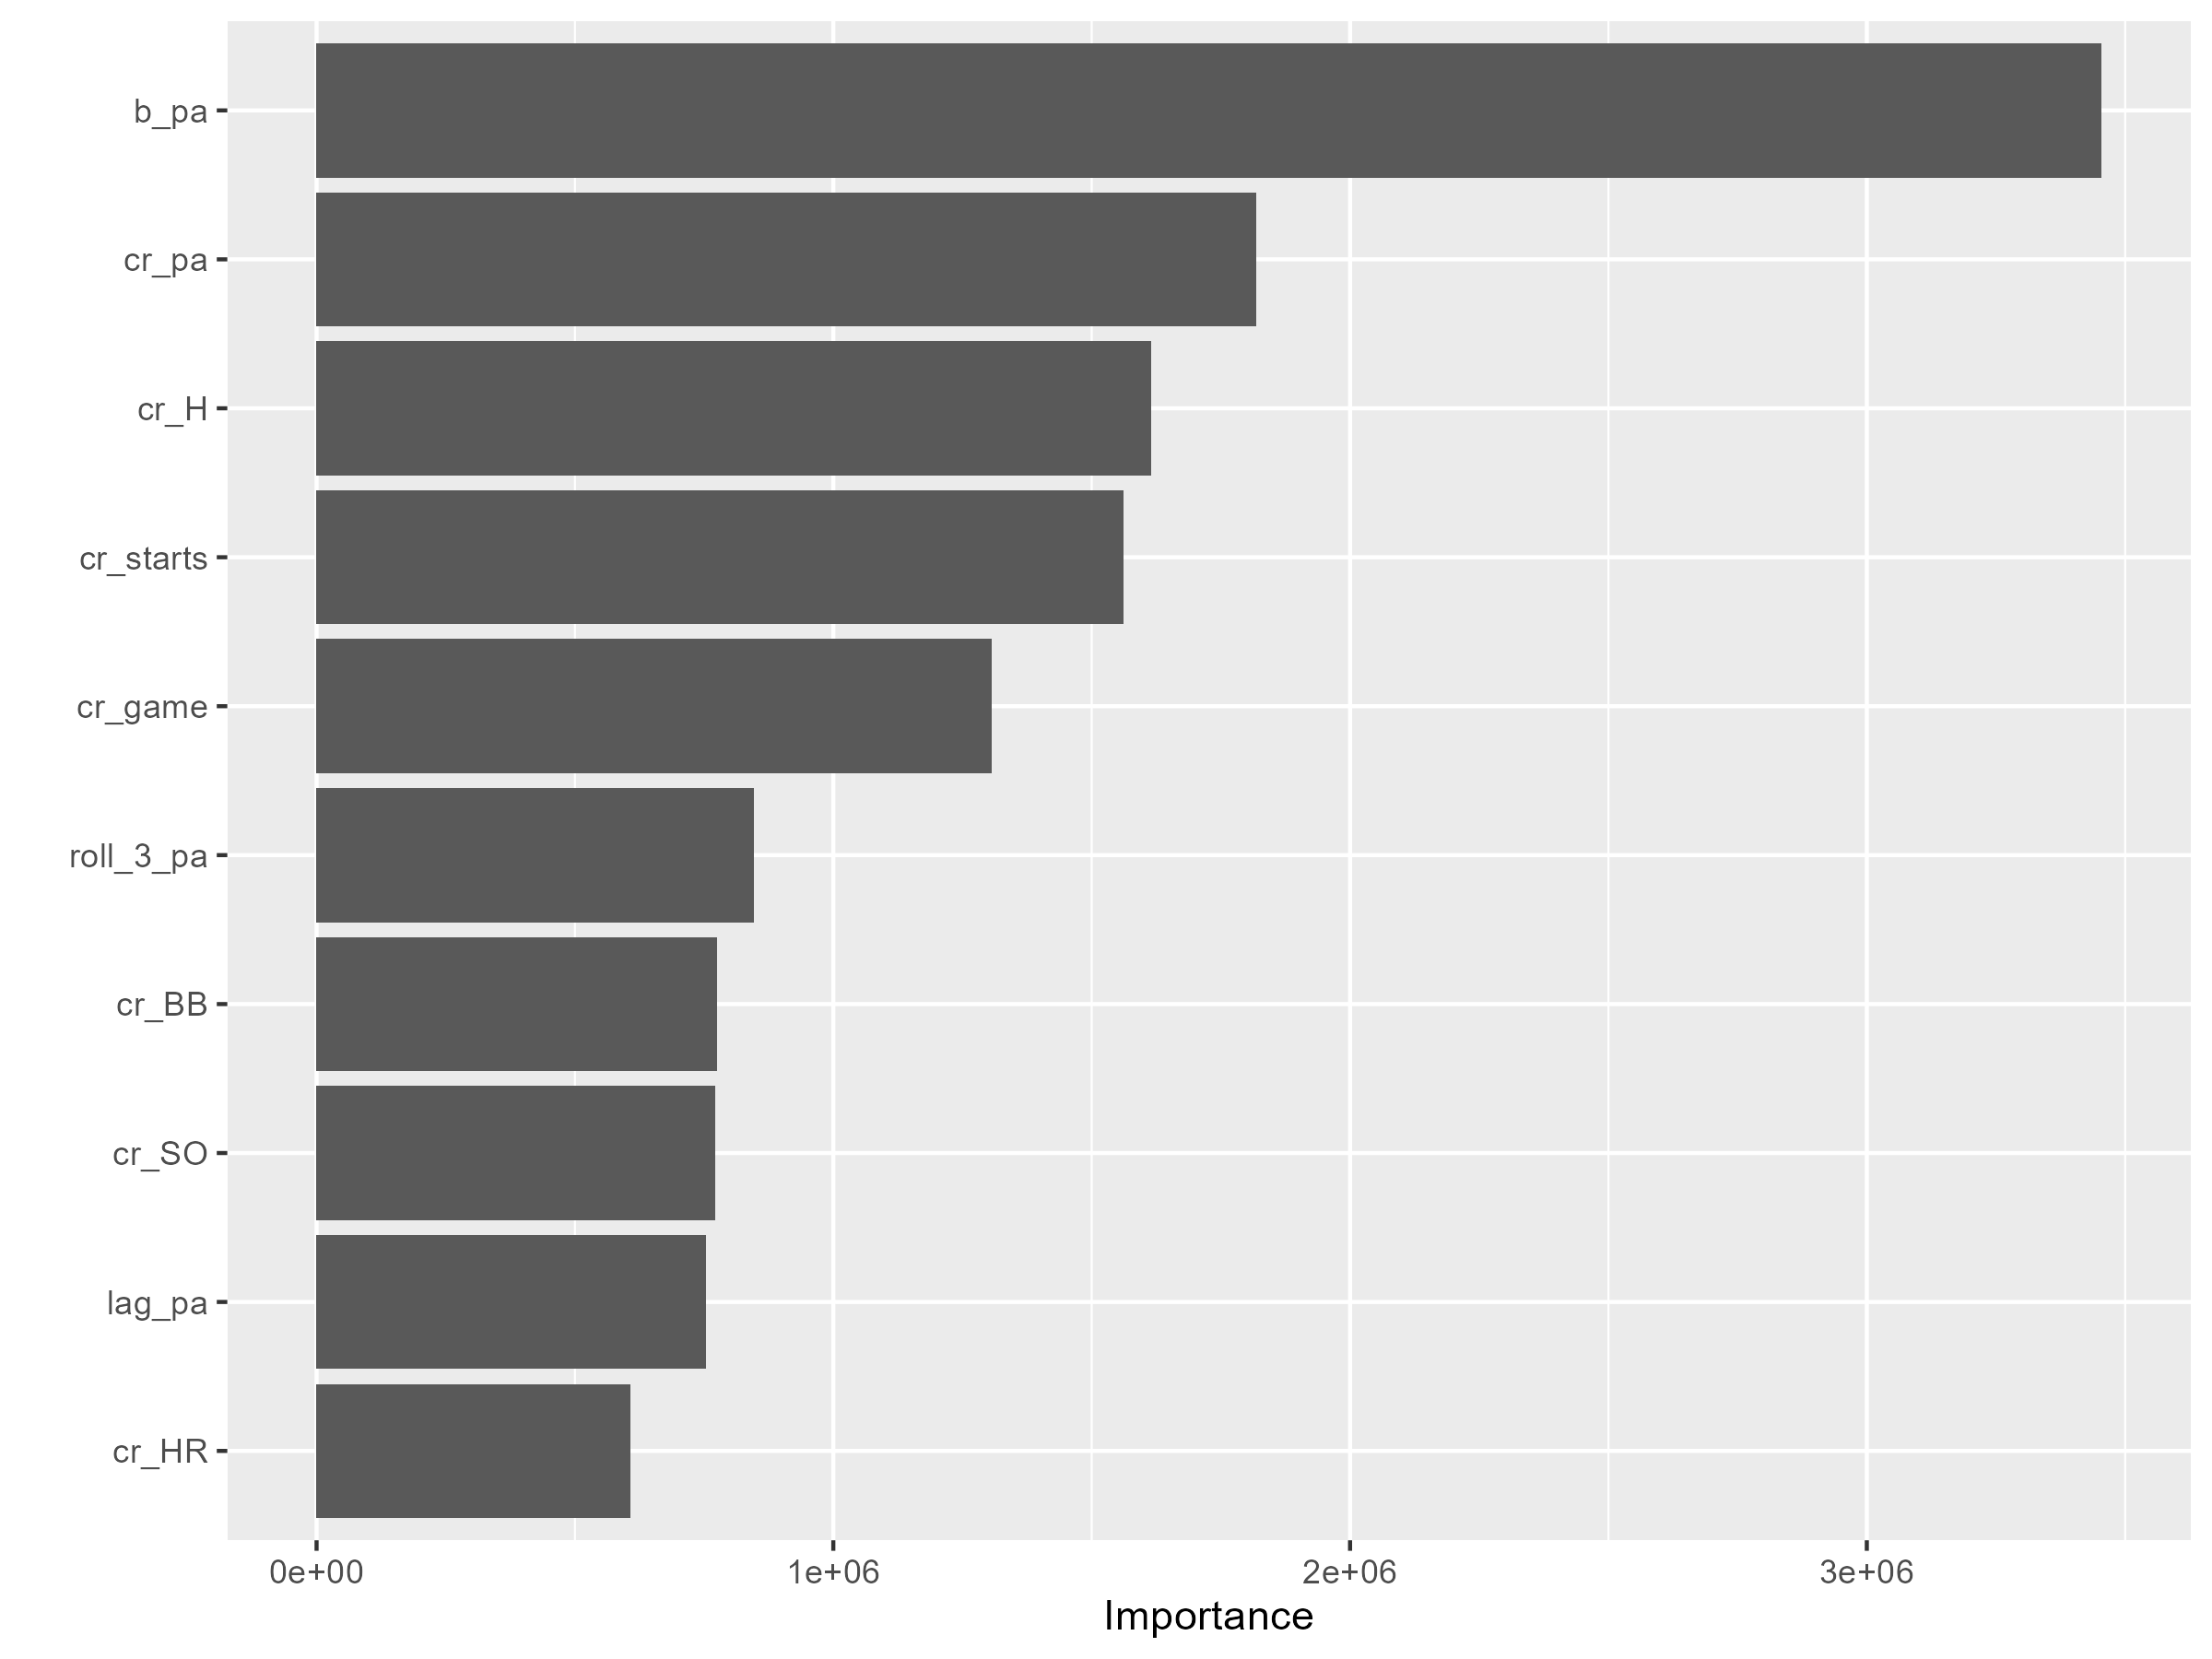 b_pa
cr_pa
cr_H
cr_starts
cr_game
roll_3_pa
cr_BB
cr_SO
lag_pa
cr_HR
0e+00 1e+06 2e+06 3e+06
Importance